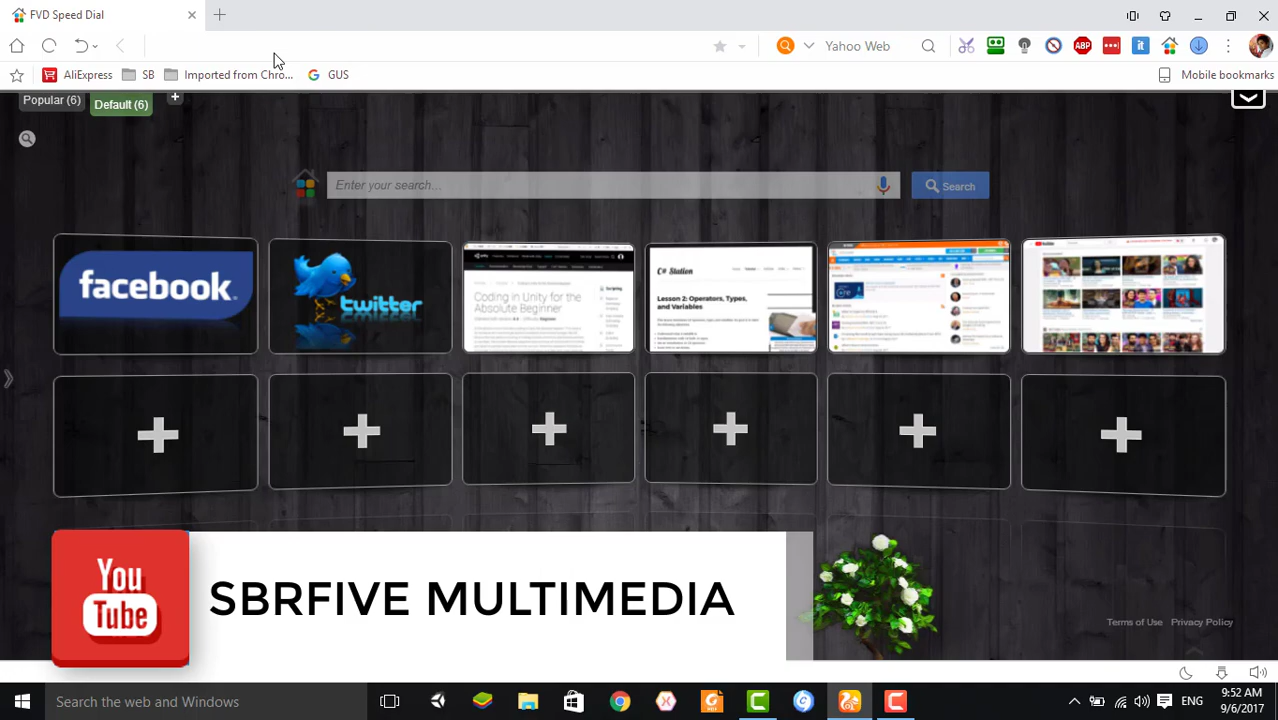 FVD Speed Dial
Yahoo Web
ABP
it
AliExpress
SB
Imported from Chro...
GUS
Mobile bookmarks
Popular (6)
Default (6)
Enter your search...
Search
facebook
twitter
Coding in Unity for the
Absolute Beginner
Scripting
C# Station
Lesson 2: Operators, Types,
and Variables
You
Tube
SBRFIVE MULTIMEDIA
Terms of Use
Privacy Policy
Search the web and Windows
ENG
9:52 AM
9/6/2017